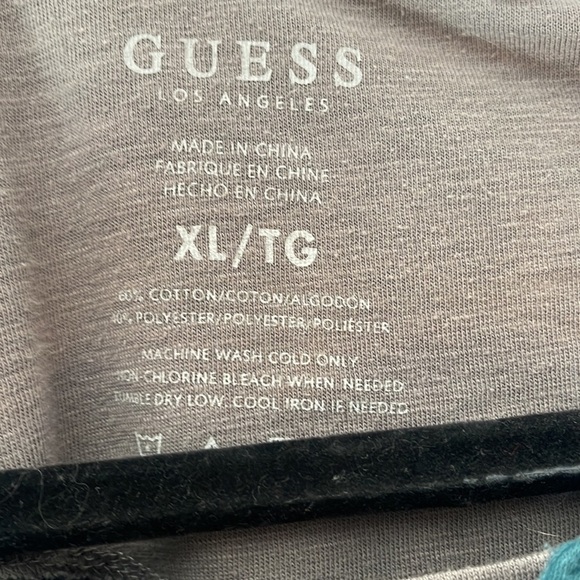 GUESS
LOS ANGELES
MADE IN CHINA
FABRIQUE EN CHINE
HECHO EN CHINA
XL/TG
60% COTTON/COTON/ALGODON
40% POLYESTER/POLYESTER/POLIESTER
MACHINE WASH COLD ONLY
NON-CHLORINE BLEACH WHEN NEEDED
TUMBLE DRY LOW. COOL IRON IF NEEDED